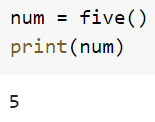 num = five()
print(num)
5